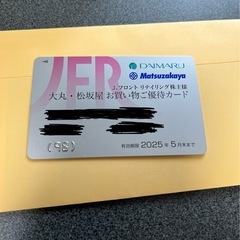 JFR
DAIMARU
Matsuzakaya
J.フロント リテイリング 株主様
大丸・松坂屋 お買い物ご優待カード
(98)
有効期限 2025年5月末まで